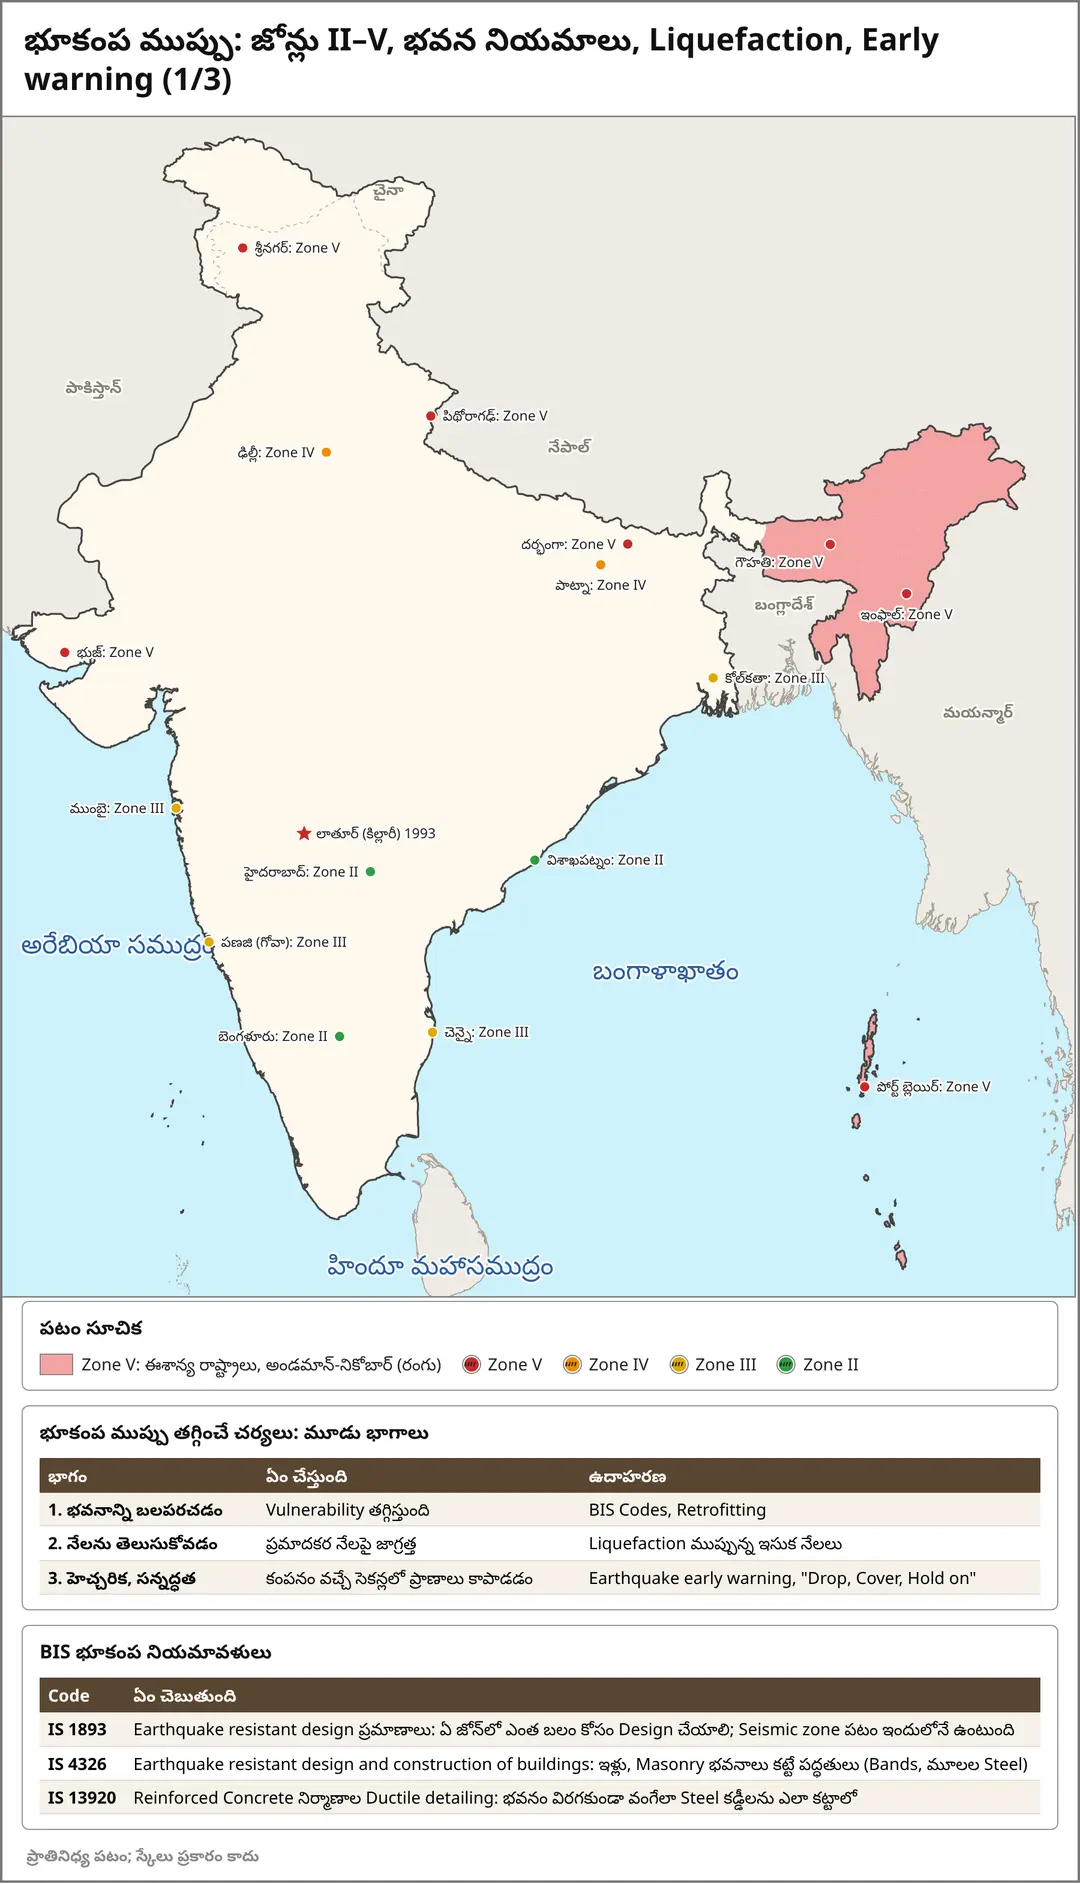 భూకంప ముప్పు: జోన్లు II–V, భవన నియమాలు, Liquefaction, Early
warning (1/3)
చైనా
శ్రీనగర్: Zone V
పాకిస్తాన్
పిథోరాగఢ్: Zone V
నేపాల్
ఢిల్లీ: Zone IV
దర్భంగా: Zone V
గౌహతి: Zone V
పాట్నా: Zone IV
బంగ్లాదేశ్
ఇంఫాల్: Zone V
భుజ్: Zone V
కోల్‌కతా: Zone III
మయన్మార్
ముంబై: Zone III
లాతూర్ (కిల్లారీ) 1993
విశాఖపట్నం: Zone II
హైదరాబాద్: Zone II
అరేబియా సముద్రం
పణజి (గోవా): Zone III
బంగాళాఖాతం
బెంగళూరు: Zone II
చెన్నై: Zone III
పోర్ట్ బ్లెయిర్: Zone V
హిందూ మహాసముద్రం
పటం సూచిక
Zone V: ఈశాన్య రాష్ట్రాలు, అండమాన్-నికోబార్ (రంగు) Zone V Zone IV Zone III Zone II
భూకంప ముప్పు తగ్గించే చర్యలు: మూడు భాగాలు
భాగం ఏం చేస్తుంది ఉదాహరణ
1. భవనాన్ని బలపరచడం Vulnerability తగ్గిస్తుంది BIS Codes, Retrofitting
2. నేలను తెలుసుకోవడం ప్రమాదకర నేలపై జాగ్రత్త Liquefaction ముప్పున్న ఇసుక నేలలు
3. హెచ్చరిక, సన్నద్ధత కంపనం వచ్చే సెకన్లలో ప్రాణాలు కాపాడడం Earthquake early warning, "Drop, Cover, Hold on"
BIS భూకంప నియమావళులు
Code ఏం చెబుతుంది
IS 1893 Earthquake resistant design ప్రమాణాలు: ఏ జోన్‌లో ఎంత బలం కోసం Design చేయాలి; Seismic zone పటం ఇందులోనే ఉంటుంది
IS 4326 Earthquake resistant design and construction of buildings: ఇళ్లు, Masonry భవనాలు కట్టే పద్ధతులు (Bands, మూలల Steel)
IS 13920 Reinforced Concrete నిర్మాణాల Ductile detailing: భవనం విరగకుండా వంగేలా Steel కడ్డీలను ఎలా కట్టాలో
ప్రాతినిధ్య పటం; స్కేలు ప్రకారం కాదు